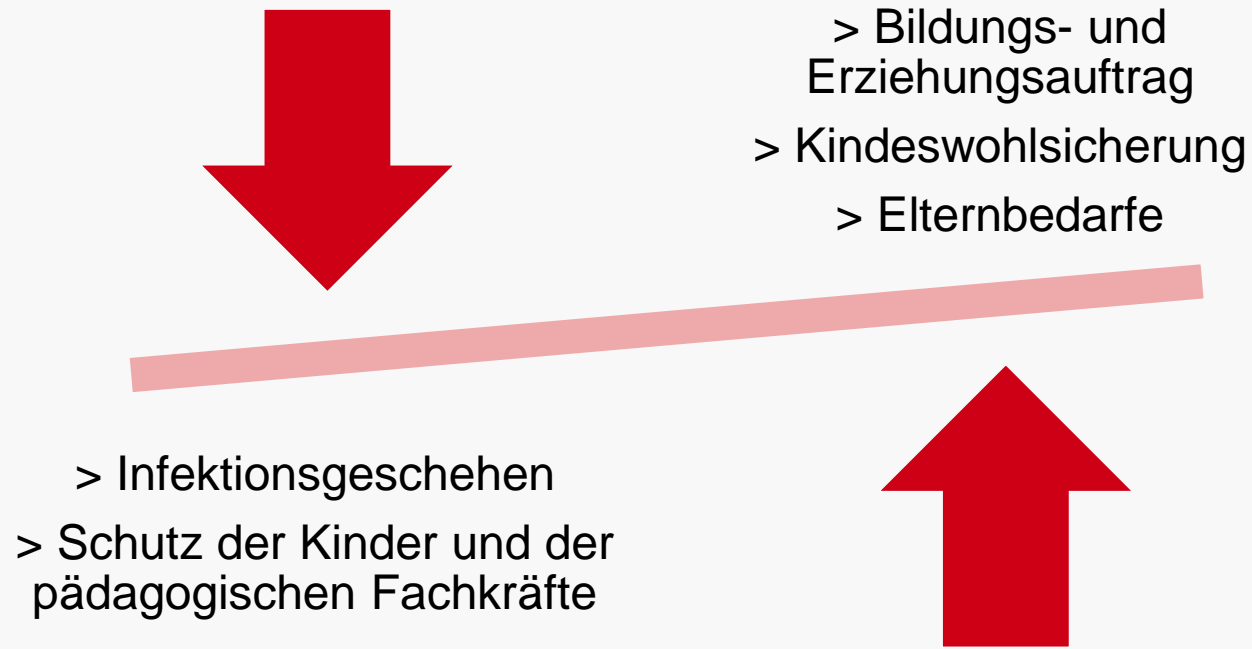 > Bildungs- und
Erziehungsauftrag
> Kindeswohlsicherung
> Elternbedarfe
> Infektionsgeschehen
> Schutz der Kinder und der
pädagogischen Fachkräfte